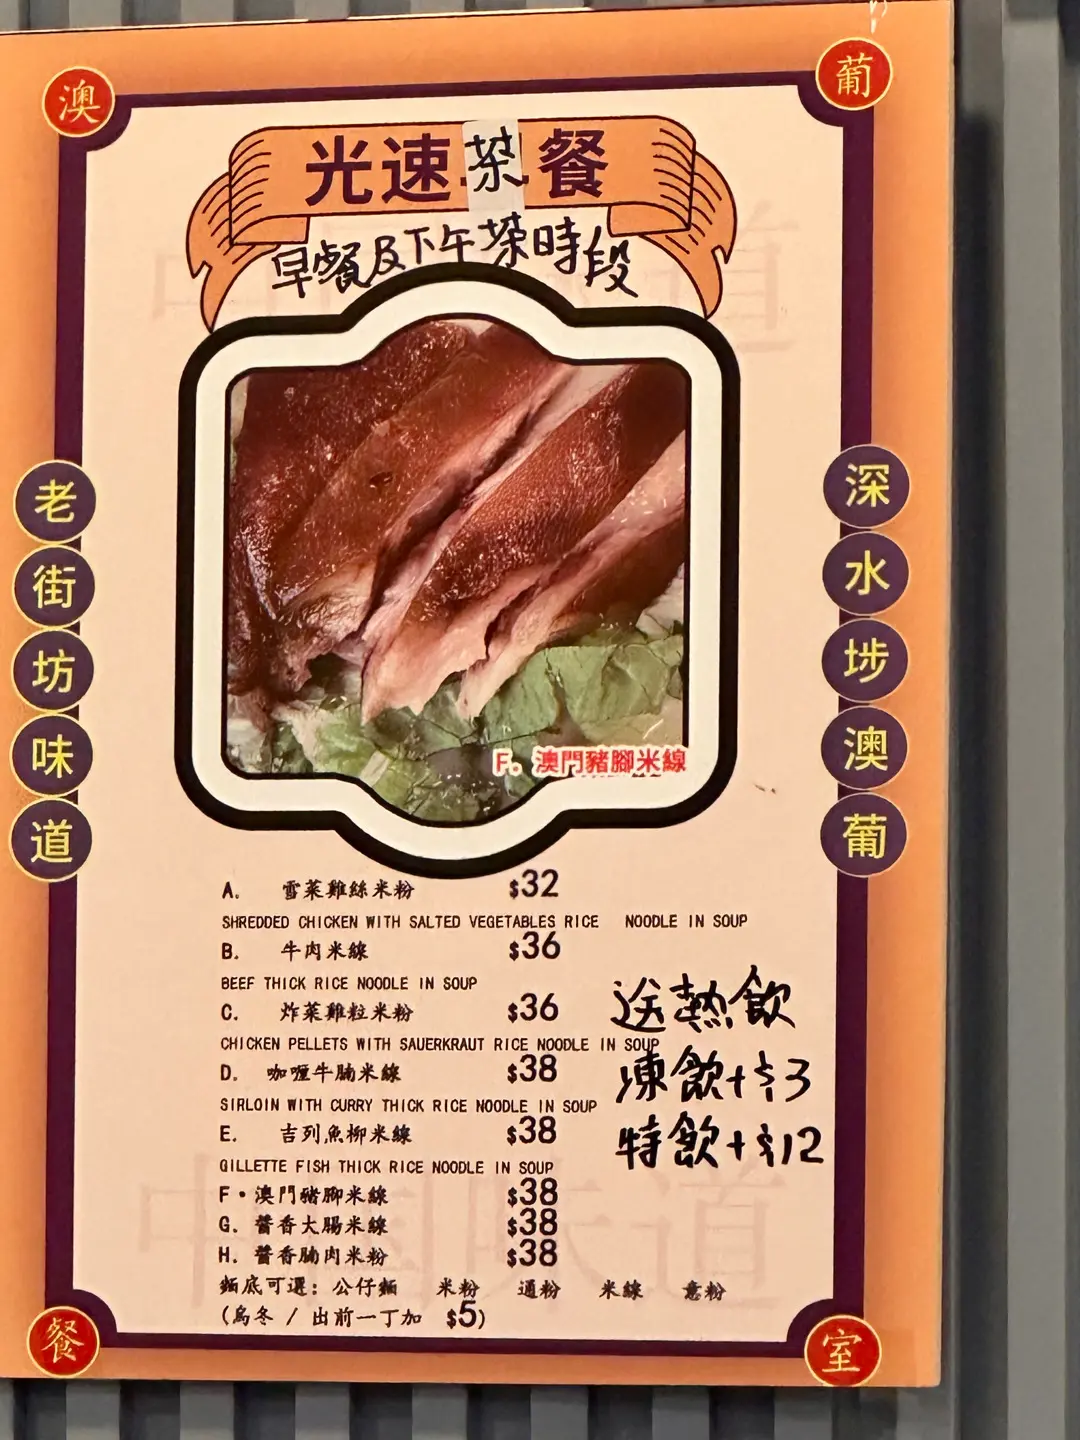 澳 葡
光速茶餐
早餐及下午茶時段
老街坊味道
深水埗澳葡
F。澳門豬腳米線
A. 雪菜雞絲米粉 $32
SHREDDED CHICKEN WITH SALTED VEGETABLES RICE NOODLE IN SOUP
B. 牛肉米線 $36
BEEF THICK RICE NOODLE IN SOUP
C. 炸菜雞粒米粉 $36
CHICKEN PELLETS WITH SAUERKRAUT RICE NOODLE IN SOUP
D. 咖喱牛腩米線 $38
SIRLOIN WITH CURRY THICK RICE NOODLE IN SOUP
E. 吉列魚柳米線 $38
GILLETTE FISH THICK RICE NOODLE IN SOUP
F·澳門豬腳米線 $38
G. 醬香大腸米線 $38
H. 醬香腩肉米粉 $38
麵底可選：公仔麵 米粉 通粉 米線 意粉
(烏冬 / 出前一丁加 $5)
送熱飲
凍飲+$3
特飲+$12
餐 室